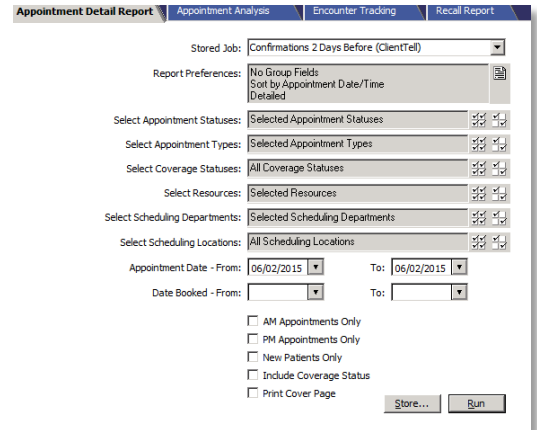 Appointment Detail Report Appointment Analysis Encounter Tracking Recall Report
Stored Job: Confirmations 2 Days Before (ClientTell)
Report Preferences: No Group Fields
Sort by Appointment Date/Time
Detailed
Select Appointment Statuses: Selected Appointment Statuses
Select Appointment Types: Selected Appointment Types
Select Coverage Statuses: All Coverage Statuses
Select Resources: Selected Resources
Select Scheduling Departments: Selected Scheduling Departments
Select Scheduling Locations: All Scheduling Locations
Appointment Date - From: 06/02/2015 To: 06/02/2015
Date Booked - From: To:
AM Appointments Only
PM Appointments Only
New Patients Only
Include Coverage Status
Print Cover Page
Store... Run